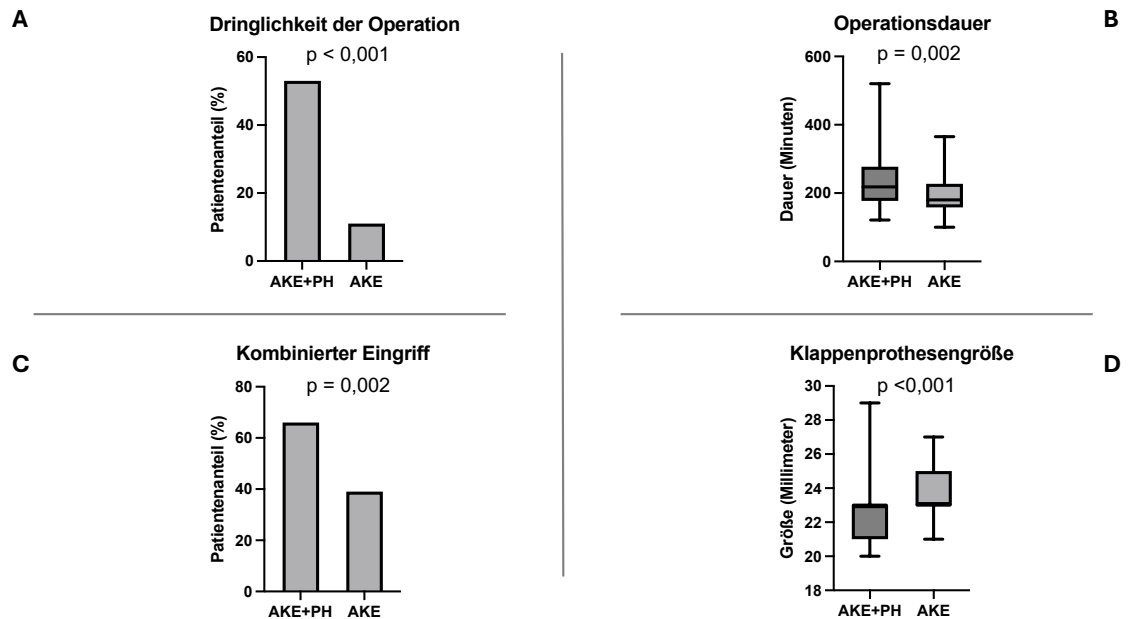 A
Dringlichkeit der Operation
p < 0,001
Patientenanteil (%)
60
40
20
0
AKE+PH AKE
B
Operationsdauer
p = 0,002
Dauer (Minuten)
600
400
200
0
AKE+PH AKE
C
Kombinierter Eingriff
p = 0,002
Patientenanteil (%)
80
60
40
20
0
AKE+PH AKE
D
Klappenprothesengröße
p <0,001
Größe (Millimeter)
30
28
26
24
22
20
18
AKE+PH AKE